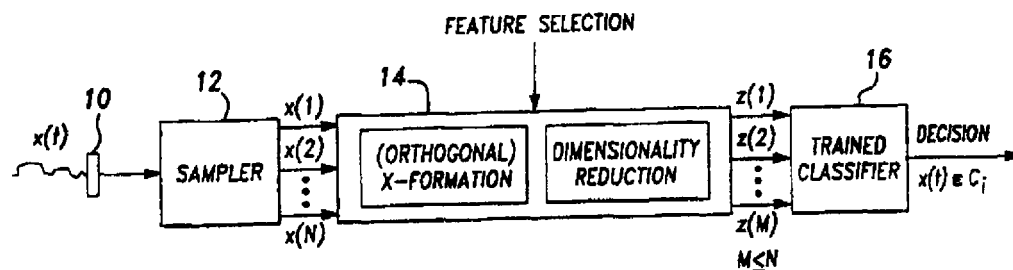 FEATURE SELECTION
10
x(t)
12
SAMPLER
x(1)
x(2)
x(N)
14
(ORTHOGONAL)
X-FORMATION
DIMENSIONALITY
REDUCTION
z(1)
z(2)
z(M)
M≤N
16
TRAINED
CLASSIFIER
DECISION
x(t) ε Ci